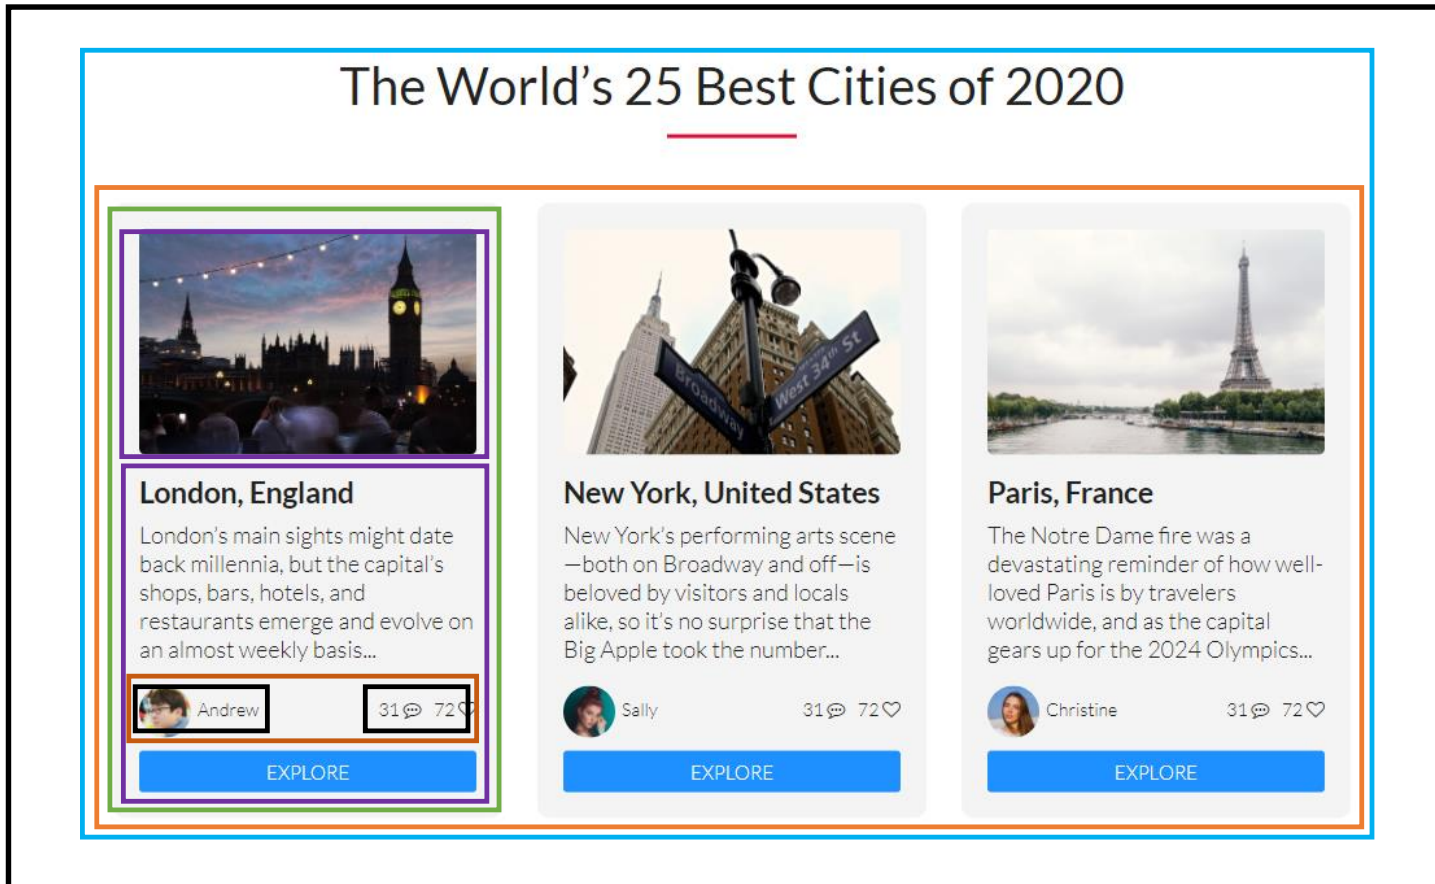 The World’s 25 Best Cities of 2020
London, England
London’s main sights might date
back millennia, but the capital’s
shops, bars, hotels, and
restaurants emerge and evolve on
an almost weekly basis...
Andrew
31 72
EXPLORE
Broadway
West 34th St
New York, United States
New York’s performing arts scene
—both on Broadway and off—is
beloved by visitors and locals
alike, so it’s no surprise that the
Big Apple took the number...
Sally
31 72
EXPLORE
Paris, France
The Notre Dame fire was a
devastating reminder of how well-
loved Paris is by travelers
worldwide, and as the capital
gears up for the 2024 Olympics...
Christine
31 72
EXPLORE